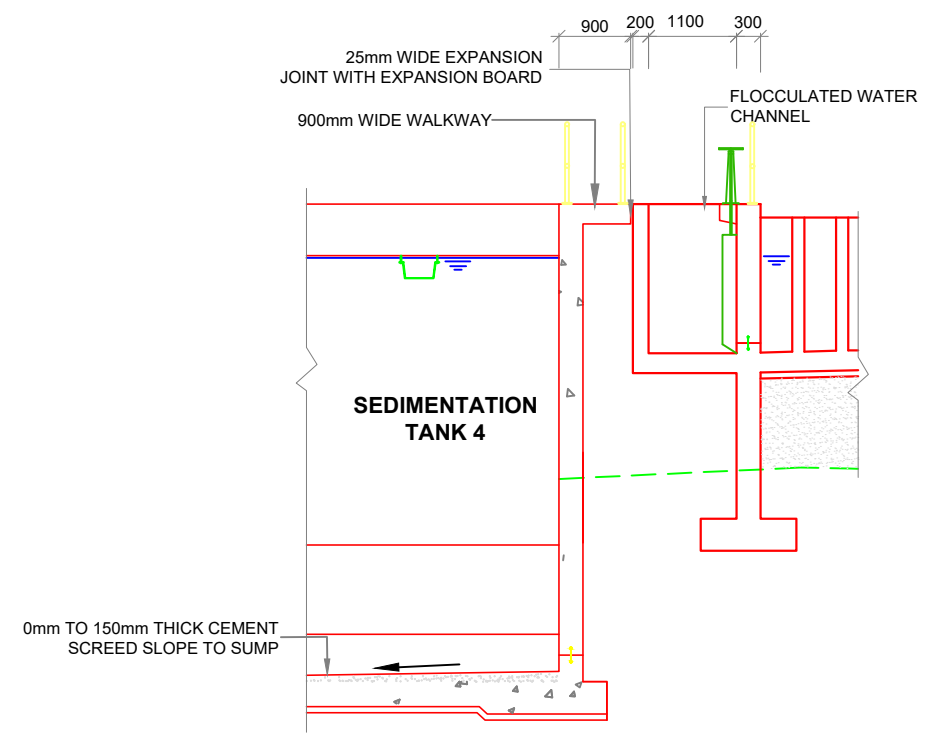 900 200 1100 300
25mm WIDE EXPANSION
JOINT WITH EXPANSION BOARD
FLOCCULATED WATER
CHANNEL
900mm WIDE WALKWAY
SEDIMENTATION
TANK 4
0mm TO 150mm THICK CEMENT
SCREED SLOPE TO SUMP